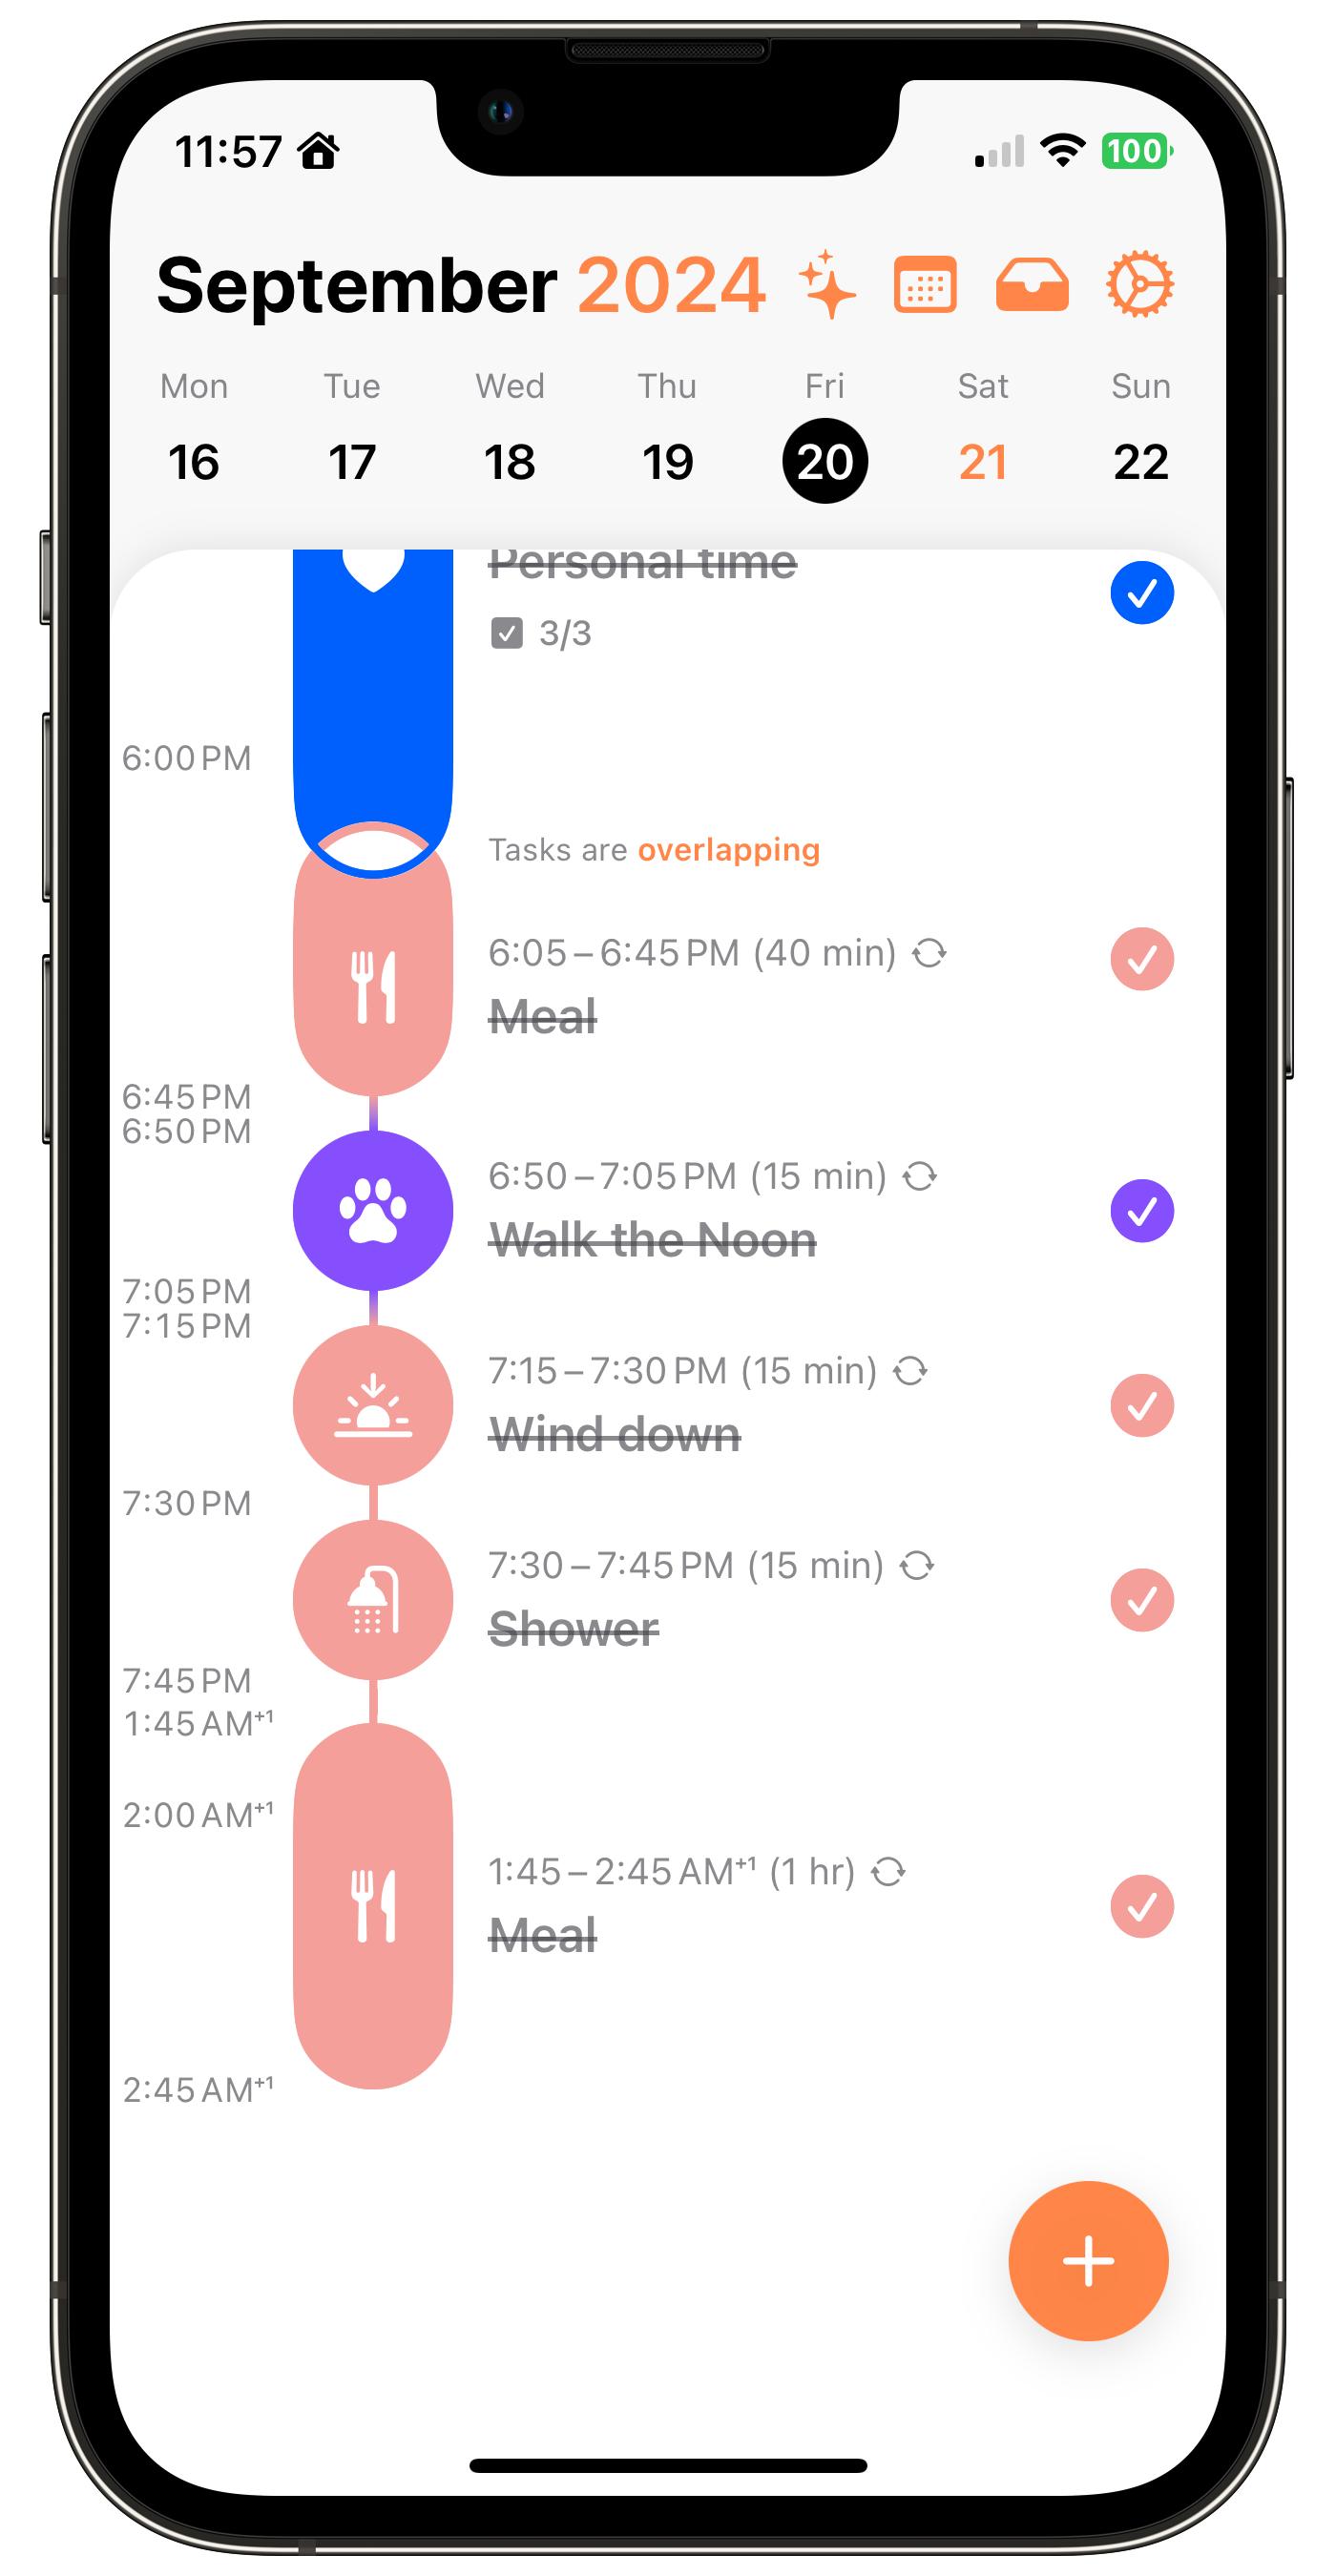 11:57
100
September 2024
Mon Tue Wed Thu Fri Sat Sun
16 17 18 19 20 21 22
Personal time
3/3
6:00 PM
Tasks are overlapping
6:05 – 6:45 PM (40 min)
Meal
6:45 PM
6:50 PM
6:50 – 7:05 PM (15 min)
Walk the Noon
7:05 PM
7:15 PM
7:15 – 7:30 PM (15 min)
Wind down
7:30 PM
7:30 – 7:45 PM (15 min)
Shower
7:45 PM
1:45 AM⁺¹
2:00 AM⁺¹
1:45 – 2:45 AM⁺¹ (1 hr)
Meal
2:45 AM⁺¹